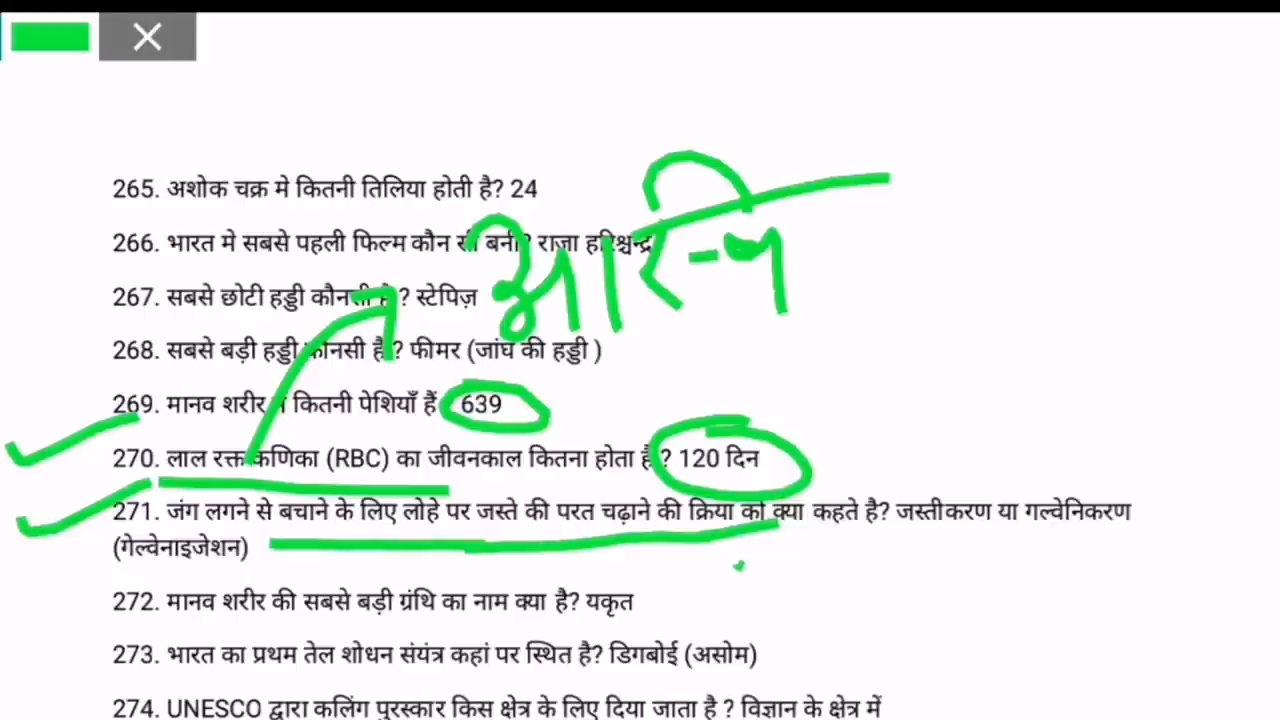 265. अशोक चक्र मे कितनी तिलिया होती है? 24
266. भारत मे सबसे पहली फिल्म कौन सी बनी? राजा हरिश्चन्द्र
267. सबसे छोटी हड्डी कौनसी है? स्टेपिज़
268. सबसे बड़ी हड्डी कौनसी है? फीमर (जांघ की हड्डी )
269. मानव शरीर में कितनी पेशियाँ हैं 639
270. लाल रक्त कणिका (RBC) का जीवनकाल कितना होता है? 120 दिन
271. जंग लगने से बचाने के लिए लोहे पर जस्ते की परत चढ़ाने की क्रिया को क्या कहते है? जस्तीकरण या गल्वेनिकरण
(गेल्वेनाइजेशन)
272. मानव शरीर की सबसे बड़ी ग्रंथि का नाम क्या है? यकृत
273. भारत का प्रथम तेल शोधन संयंत्र कहां पर स्थित है? डिगबोई (असोम)
274. UNESCO द्वारा कलिंग पुरस्कार किस क्षेत्र के लिए दिया जाता है ? विज्ञान के क्षेत्र में